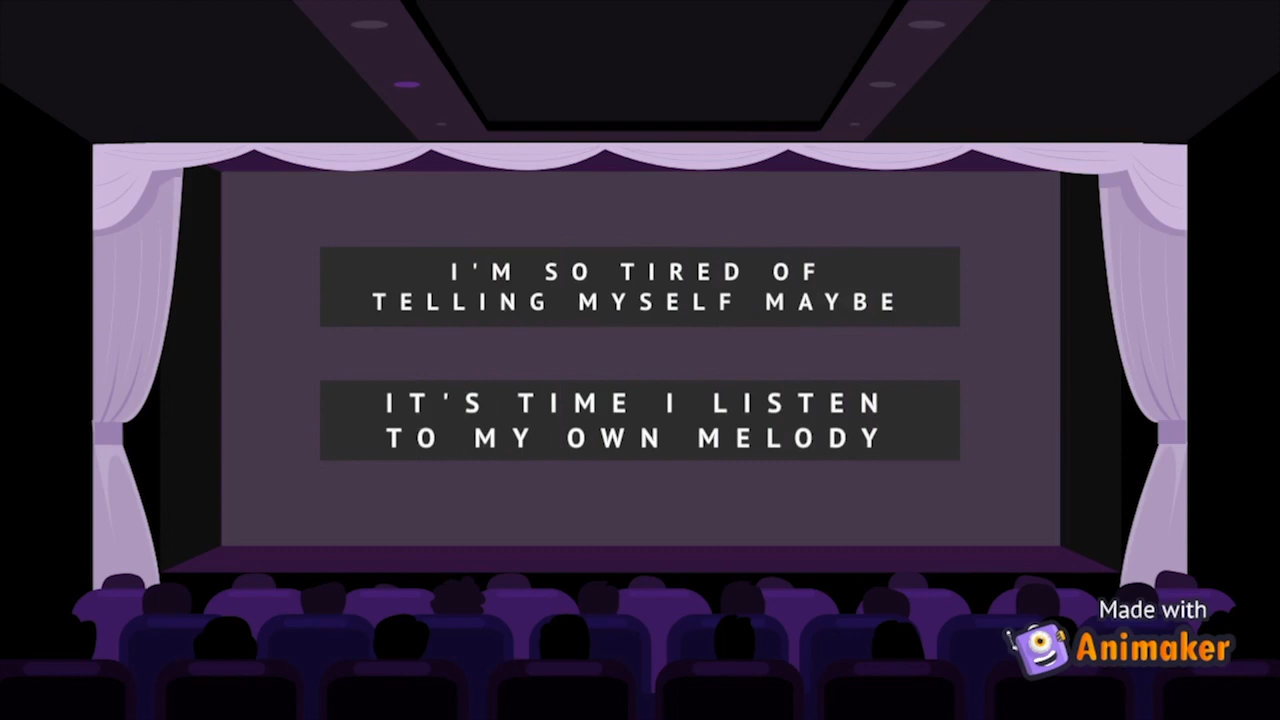 I'M SO TIRED OF
TELLING MYSELF MAYBE
IT'S TIME I LISTEN
TO MY OWN MELODY
Made with
Animaker